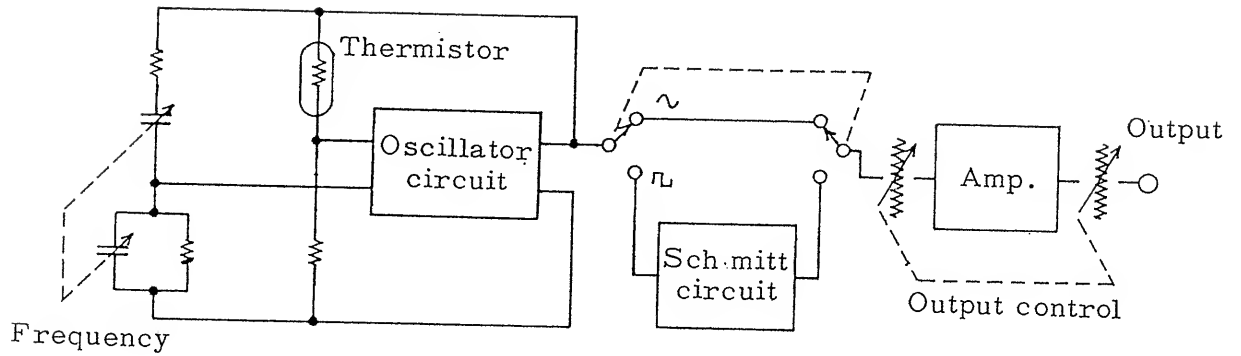 Thermistor
Oscillator
circuit
Output
Amp.
Schmitt
circuit
Output control
Frequency